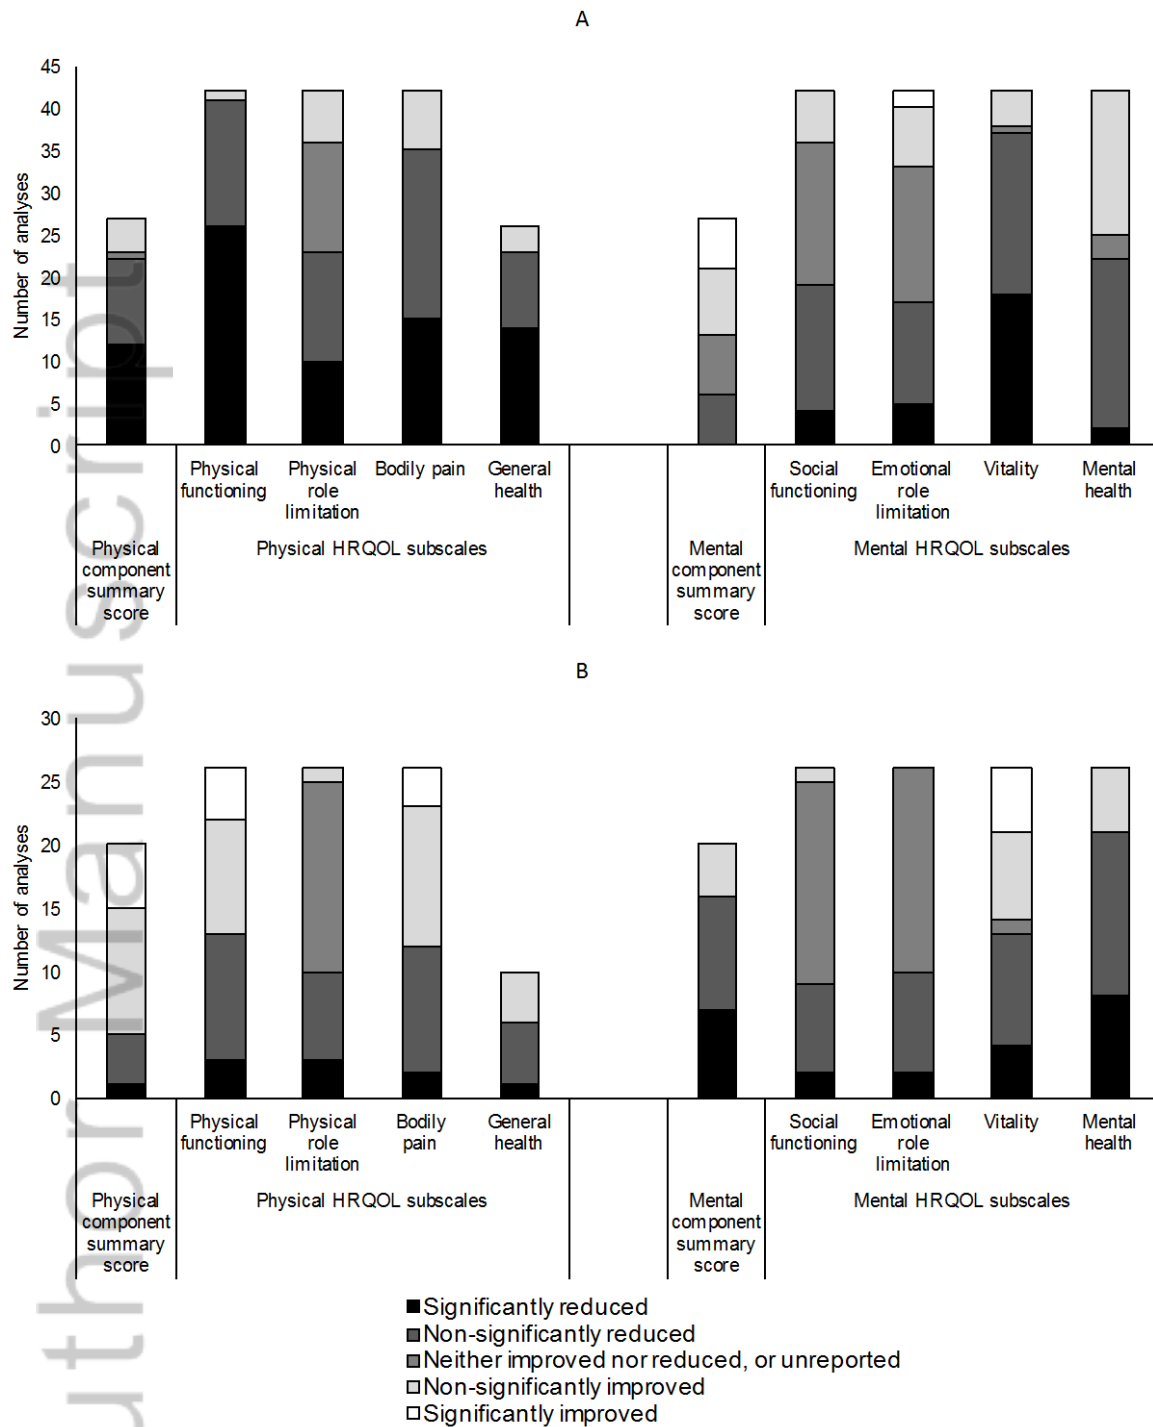 A
45
40
35
30
25
20
15
10
5
0
Number of analyses
Physical functioning
Physical role limitation
Bodily pain
General health
Social functioning
Emotional role limitation
Vitality
Mental health
Physical component summary score
Physical HRQOL subscales
Mental component summary score
Mental HRQOL subscales
B
30
25
20
15
10
5
0
Number of analyses
Physical functioning
Physical role limitation
Bodily pain
General health
Social functioning
Emotional role limitation
Vitality
Mental health
Physical component summary score
Physical HRQOL subscales
Mental component summary score
Mental HRQOL subscales
Significantly reduced
Non-significantly reduced
Neither improved nor reduced, or unreported
Non-significantly improved
Significantly improved
uthor Manuscript